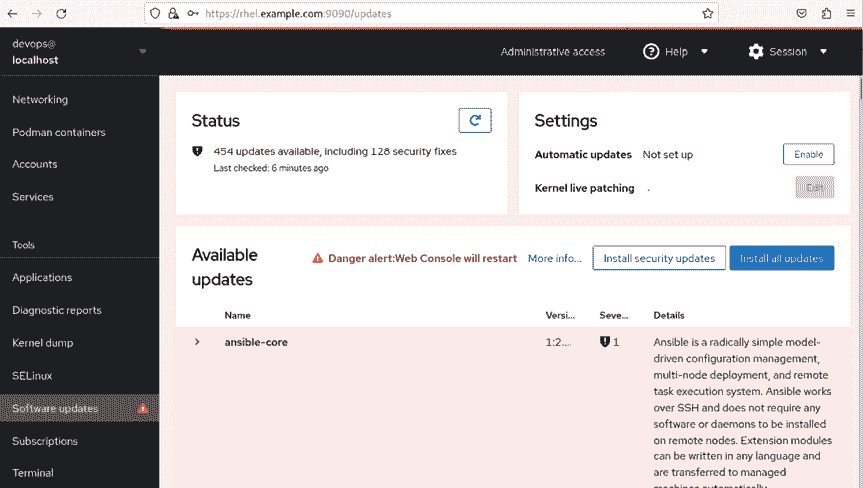 https://rhel.example.com:9090/updates
devops@
localhost
Administrative access
Help
Session
Networking
Podman containers
Accounts
Services
Tools
Applications
Diagnostic reports
Kernel dump
SELinux
Software updates
Subscriptions
Terminal
Status
454 updates available, including 128 security fixes
Last checked: 6 minutes ago
Settings
Automatic updates Not set up Enable
Kernel live patching . Edit
Available
updates
Danger alert:Web Console will restart More info... Install security updates Install all updates
Name Versi... Seve... Details
ansible-core 1:2.... 1 Ansible is a radically simple model-
driven configuration management,
multi-node deployment, and remote
task execution system. Ansible works
over SSH and does not require any
software or daemons to be installed
on remote nodes. Extension modules
can be written in any language and
are transferred to managed
machines automatically